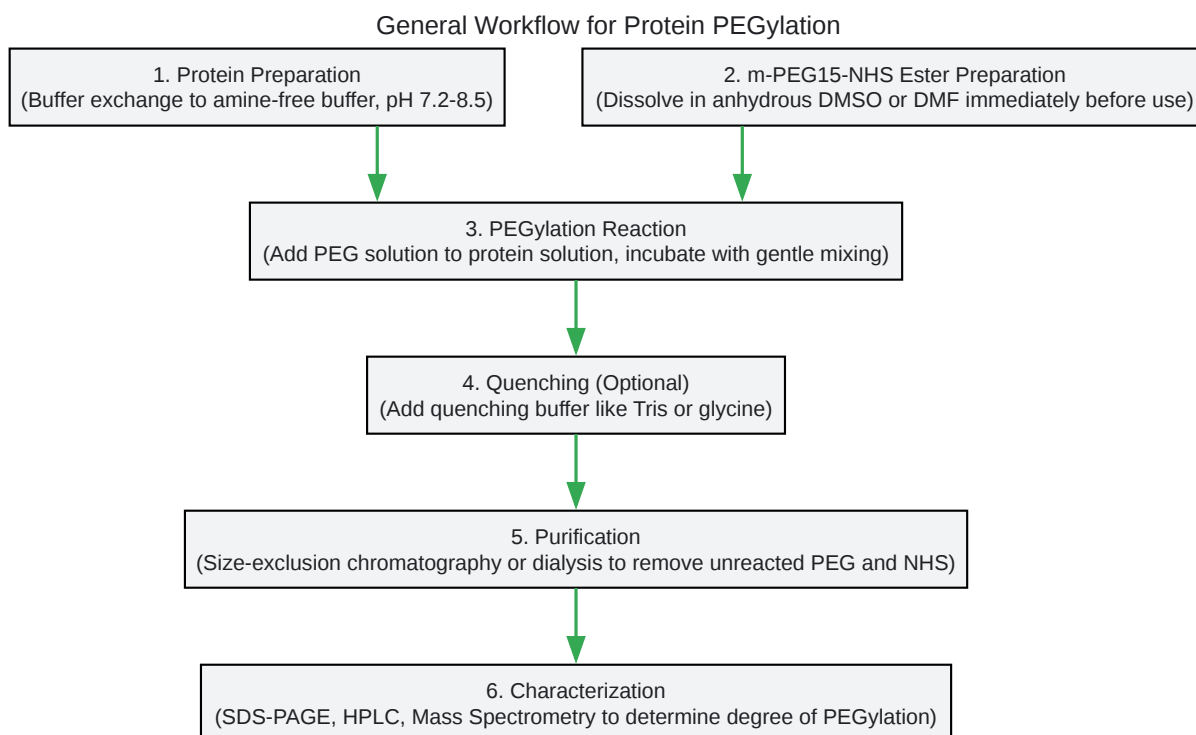 General Workflow for Protein PEGylation
1. Protein Preparation
(Buffer exchange to amine-free buffer, pH 7.2-8.5)
2. m-PEG15-NHS Ester Preparation
(Dissolve in anhydrous DMSO or DMF immediately before use)
3. PEGylation Reaction
(Add PEG solution to protein solution, incubate with gentle mixing)
4. Quenching (Optional)
(Add quenching buffer like Tris or glycine)
5. Purification
(Size-exclusion chromatography or dialysis to remove unreacted PEG and NHS)
6. Characterization
(SDS-PAGE, HPLC, Mass Spectrometry to determine degree of PEGylation)